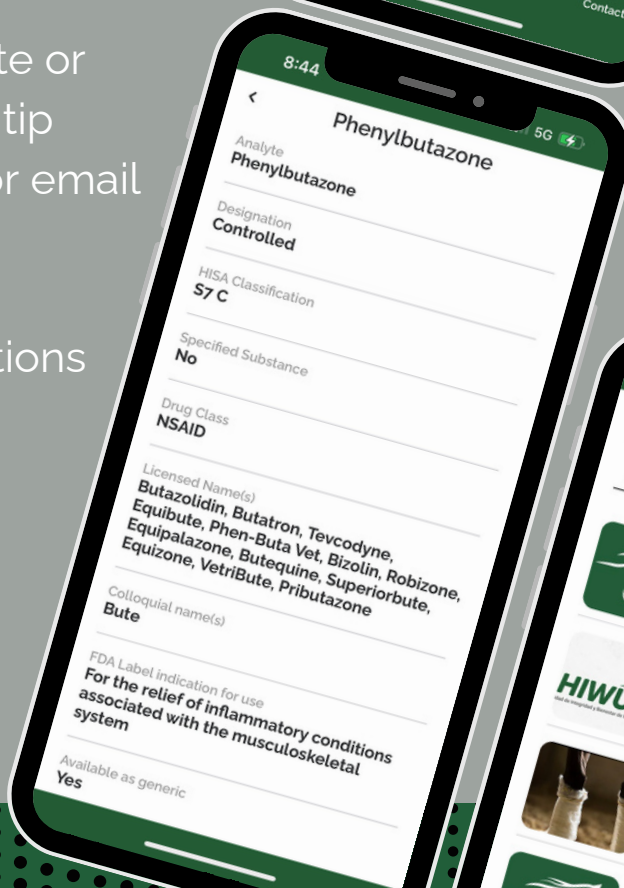 Contact
te or
tip
or email
tions
8:44
5G
Phenylbutazone
Analyte
Phenylbutazone
Designation
Controlled
HISA Classification
S7 C
Specified Substance
No
Drug Class
NSAID
Licensed Name(s)
Butazolidin, Butatron, Tevcodyne,
Equibute, Phen-Buta Vet, Bizolin, Robizone,
Equipalazone, Butequine, Superiorbute,
Equizone, VetriBute, Pributazone
Colloquial name(s)
Bute
FDA Label indication for use
For the relief of inflammatory conditions
associated with the musculoskeletal
system
Available as generic
Yes
HIWU